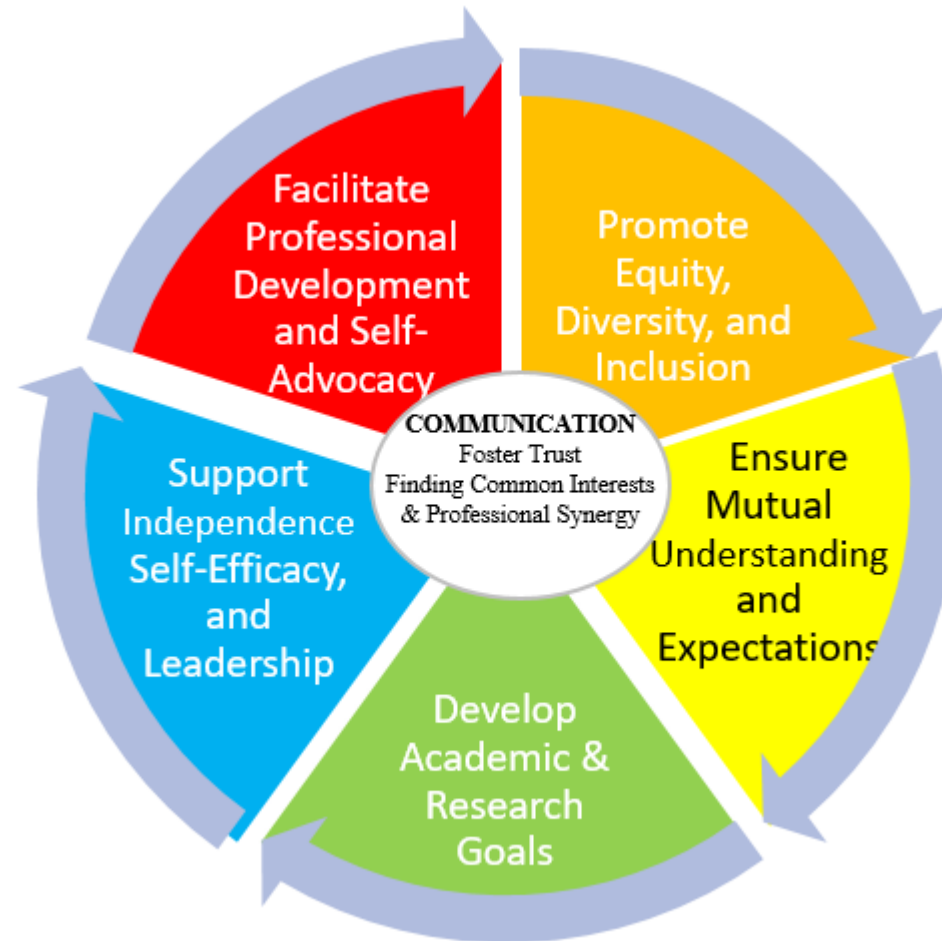 Facilitate
Professional
Development
and Self-
Advocacy
Promote
Equity,
Diversity, and
Inclusion
COMMUNICATION
Foster Trust
Finding Common Interests
& Professional Synergy
Ensure
Mutual
Understanding
and
Expectations
Develop
Academic &
Research
Goals
Support
Independence
Self-Efficacy,
and
Leadership